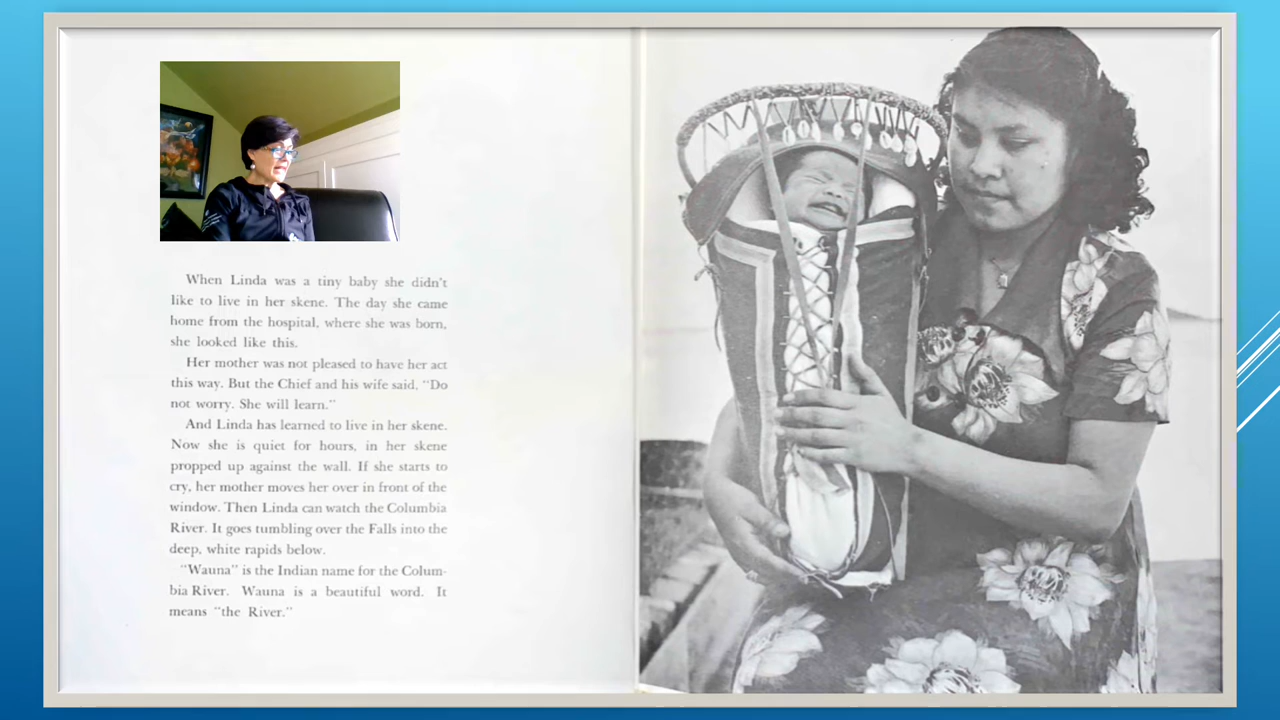 When Linda was a tiny baby she didn't
like to live in her skene. The day she came
home from the hospital, where she was born,
she looked like this.
Her mother was not pleased to have her act
this way. But the Chief and his wife said, "Do
not worry. She will learn."
And Linda has learned to live in her skene.
Now she is quiet for hours, in her skene
propped up against the wall. If she starts to
cry, her mother moves her over in front of the
window. Then Linda can watch the Columbia
River. It goes tumbling over the Falls into the
deep, white rapids below.
"Wauna" is the Indian name for the Colum-
bia River. Wauna is a beautiful word. It
means "the River."